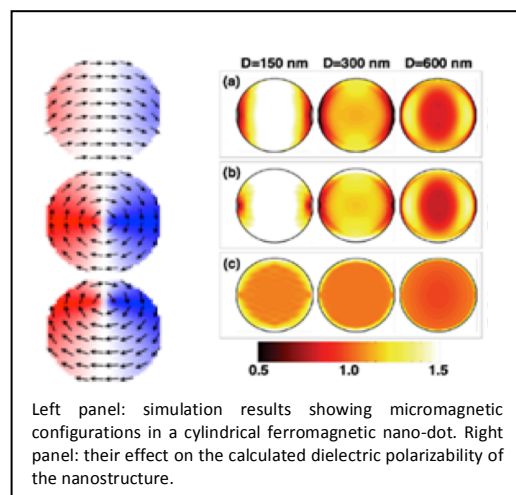 D=150 nm D=300 nm D=600 nm
(a)
(b)
(c)
0.5 1.0 1.5
Left panel: simulation results showing micromagnetic
configurations in a cylindrical ferromagnetic nano-dot. Right
panel: their effect on the calculated dielectric polarizability of
the nanostructure.